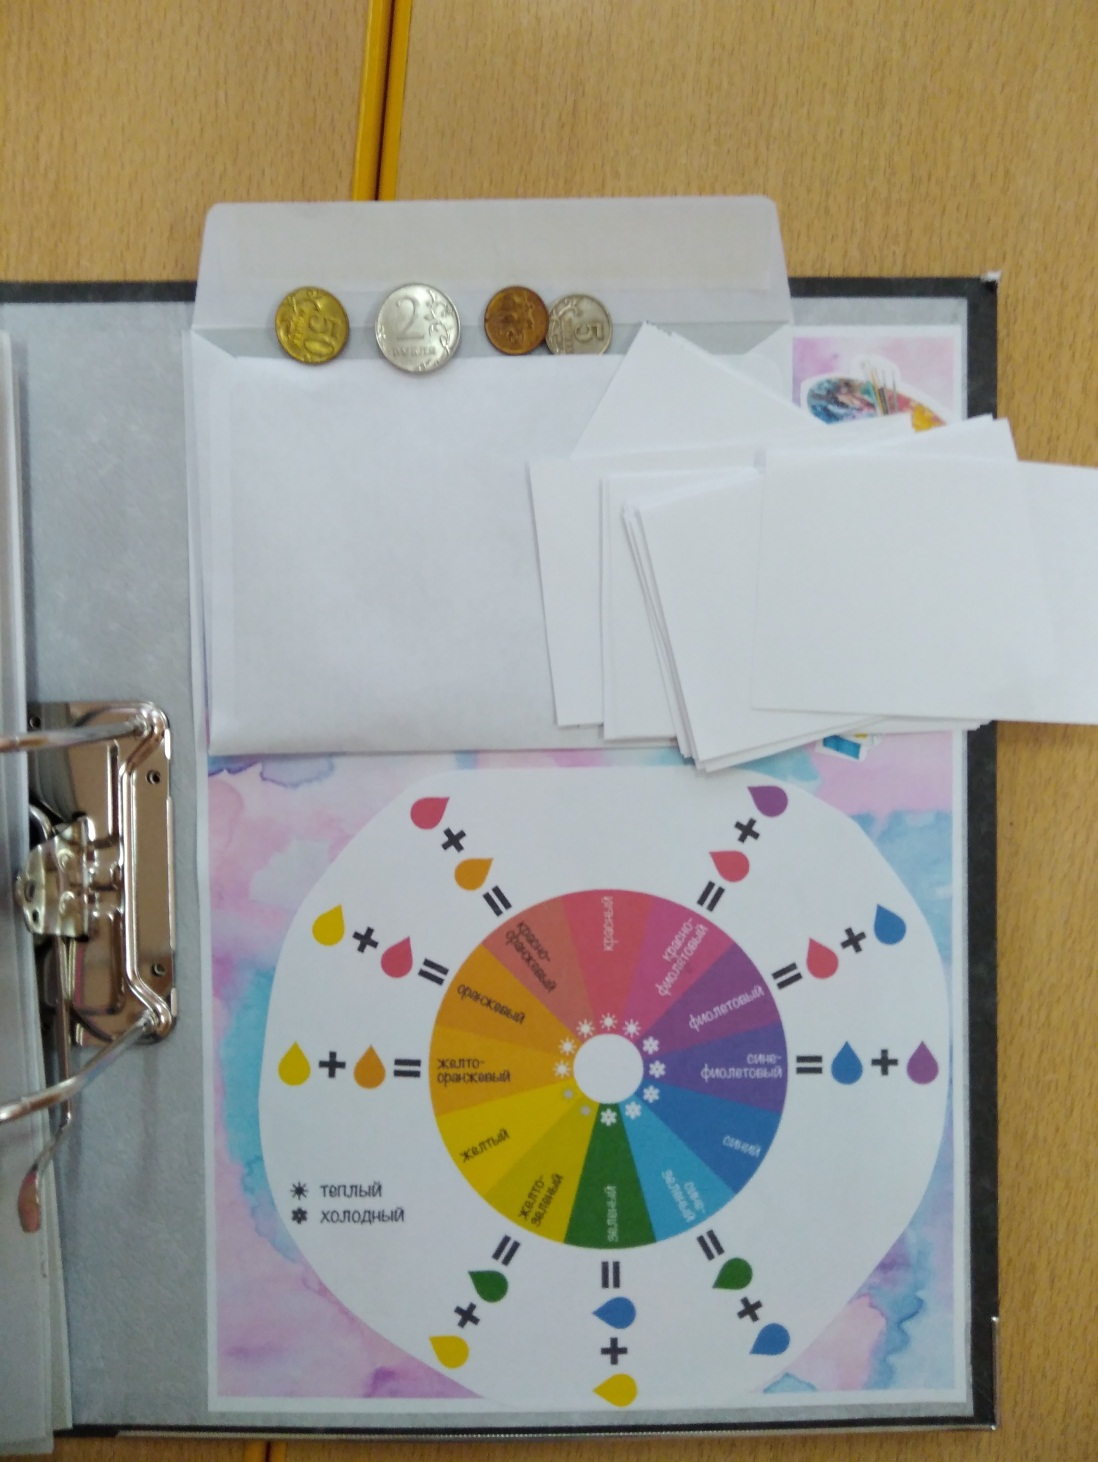 50
2
РУБЛЯ
5
красно-
оранжевый
красный
красно-
фиолетовый
оранжевый
фиолетовый
желто-
оранжевый
сине-
фиолетовый
желтый
синий
желто-
зеленый
зеленый
сине-
зеленый
теплый
холодный